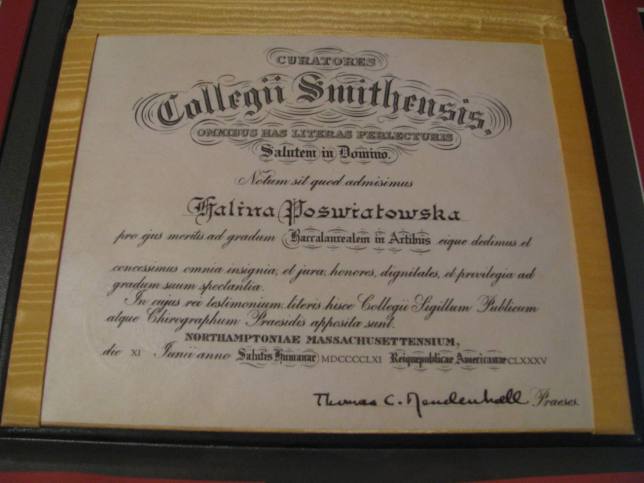 CURATORES
Collegii Smithensis,
OMNIBUS HAS LITERAS PERLECTURIS
Salutem in Domino.
Notum sit quod admisimus
Halina Poswiatowska
pro ejus meritis ad gradum Baccalaurealem in Artibus eique dedimus et
concessimus omnia insignia, et jura, honores, dignitates, et privilegia ad
gradum suum spectantia.
In cujus rei testimonium literis hisce Collegii Sigillum Publicum
atque Chirographum Praesidis apposita sunt.
NORTHAMPTONIAE MASSACHUSETTENSIUM,
die XI Junii anno Salutis Humanae MDCCCCLXI Reique publicae Americanae CLXXXV
Thomas C. Mendenhall Praeses.